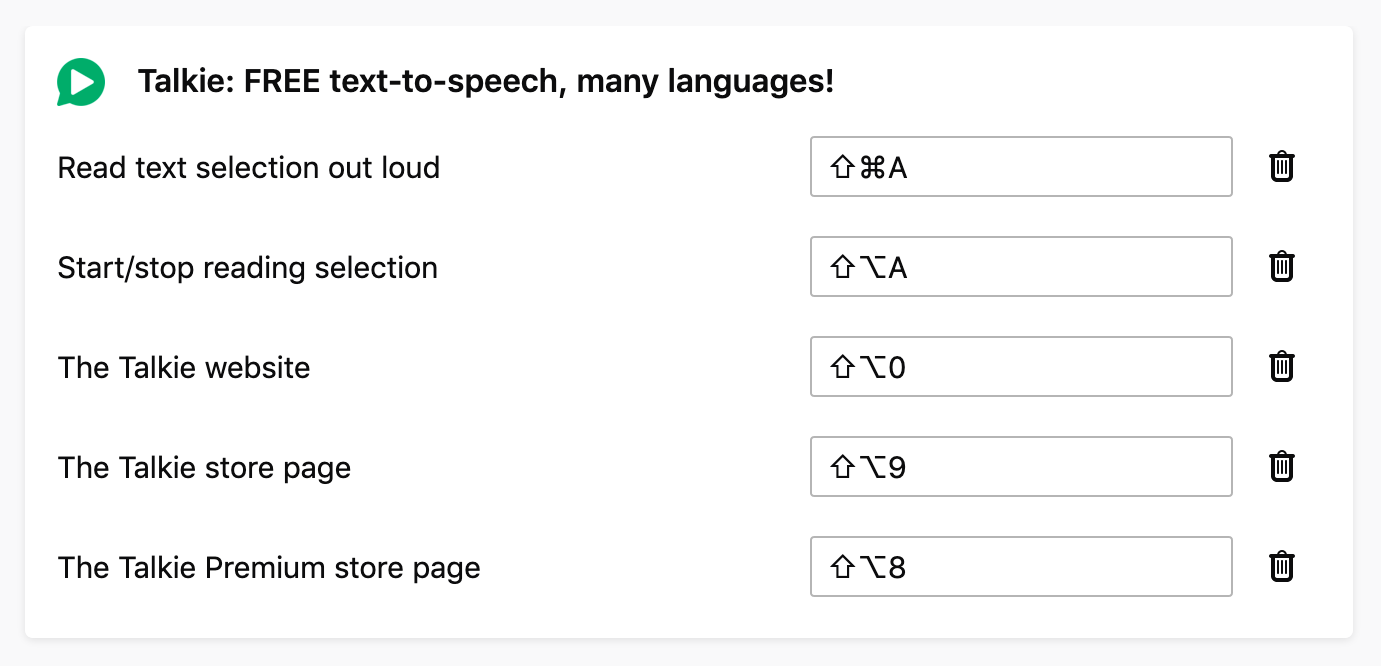 Talkie: FREE text-to-speech, many languages!
Read text selection out loud ⇧⌘A
Start/stop reading selection ⇧⌥A
The Talkie website ⇧⌥0
The Talkie store page ⇧⌥9
The Talkie Premium store page ⇧⌥8